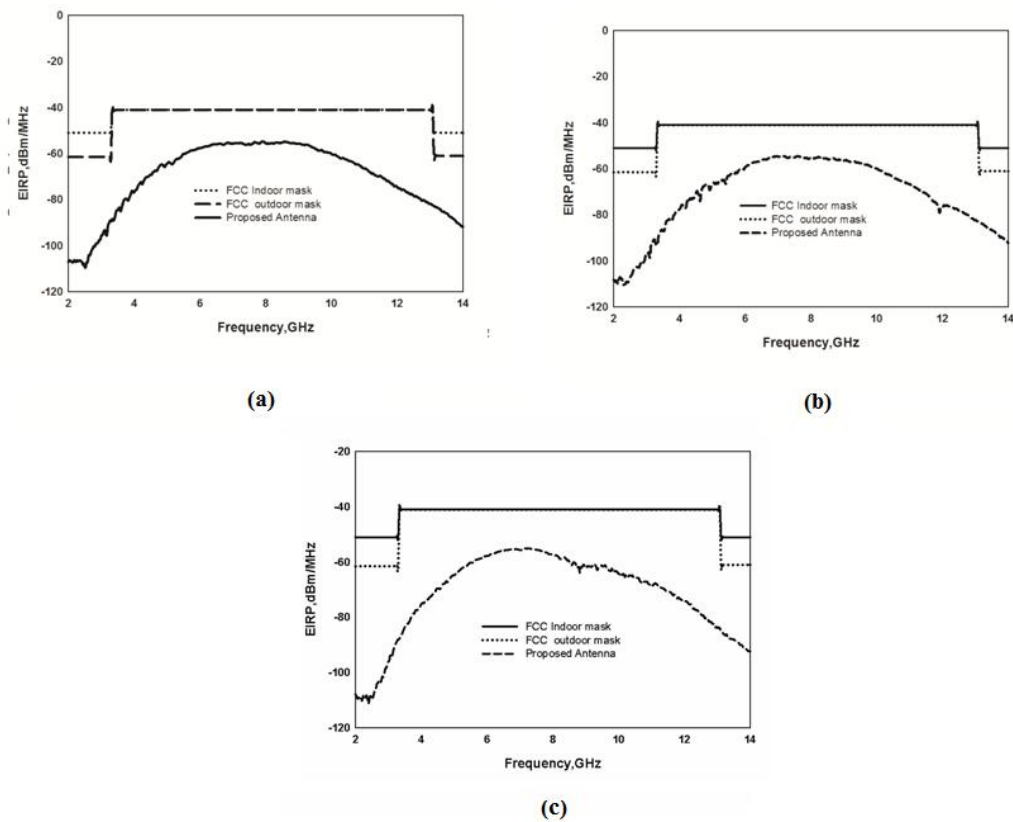 0
-20
-40
-60
-80
-100
-120
EIRP,dBm/MHz
FCC Indoor mask
FCC outdoor mask
Proposed Antenna
2 4 6 8 10 12 14
Frequency,GHz
(a)
0
-20
-40
-60
-80
-100
-120
EIRP,dBm/MHz
FCC Indoor mask
FCC outdoor mask
Proposed Antenna
2 4 6 8 10 12 14
Frequency,GHz
(b)
-20
-40
-60
-80
-100
-120
EIRP,dBm/MHz
FCC Indoor mask
FCC outdoor mask
Proposed Antenna
2 4 6 8 10 12 14
Frequency,GHz
(c)